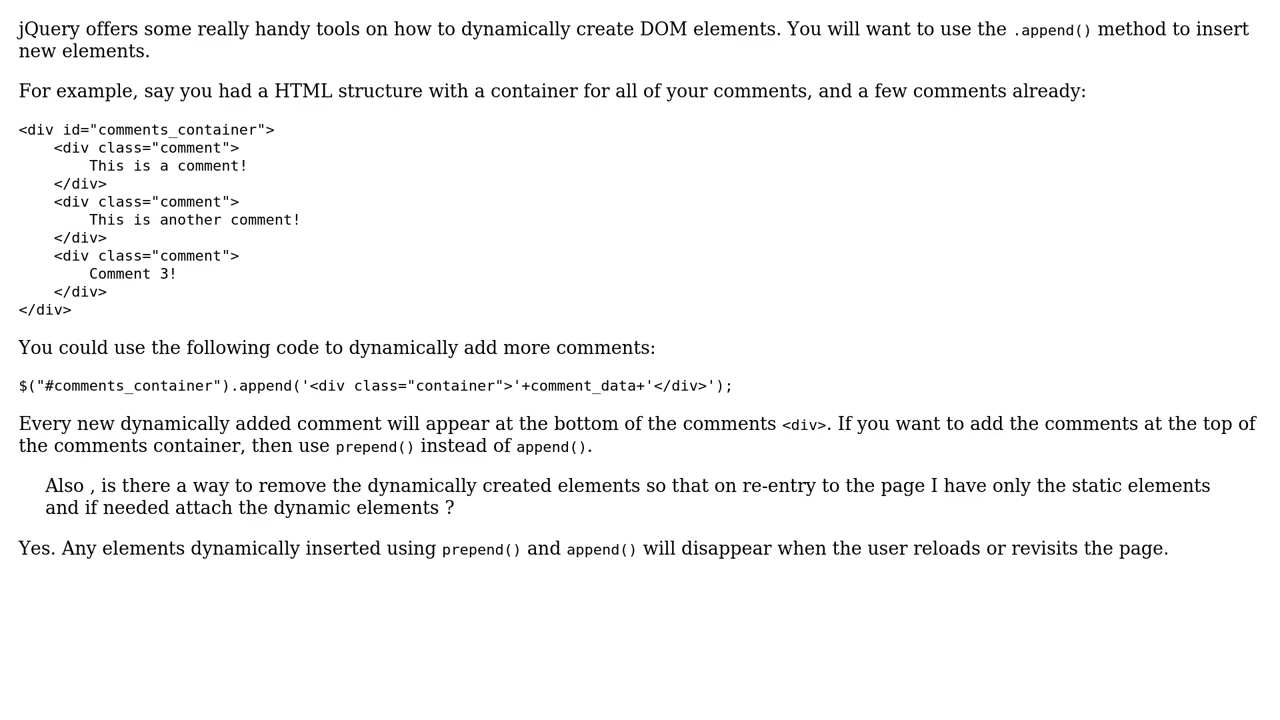 jQuery offers some really handy tools on how to dynamically create DOM elements. You will want to use the .append() method to insert
new elements.
For example, say you had a HTML structure with a container for all of your comments, and a few comments already:
<div id="comments_container">
    <div class="comment">
        This is a comment!
    </div>
    <div class="comment">
        This is another comment!
    </div>
    <div class="comment">
        Comment 3!
    </div>
</div>
You could use the following code to dynamically add more comments:
$("#comments_container").append('<div class="container">'+comment_data+'</div>');
Every new dynamically added comment will appear at the bottom of the comments <div>. If you want to add the comments at the top of
the comments container, then use prepend() instead of append().
Also , is there a way to remove the dynamically created elements so that on re-entry to the page I have only the static elements
and if needed attach the dynamic elements ?
Yes. Any elements dynamically inserted using prepend() and append() will disappear when the user reloads or revisits the page.